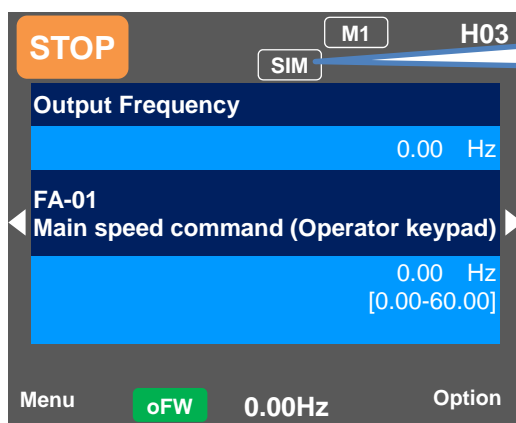 STOP M1 H03
SIM
Output Frequency
0.00 Hz
FA-01
Main speed command (Operator keypad)
0.00 Hz
[0.00-60.00]
Menu oFW 0.00Hz Option